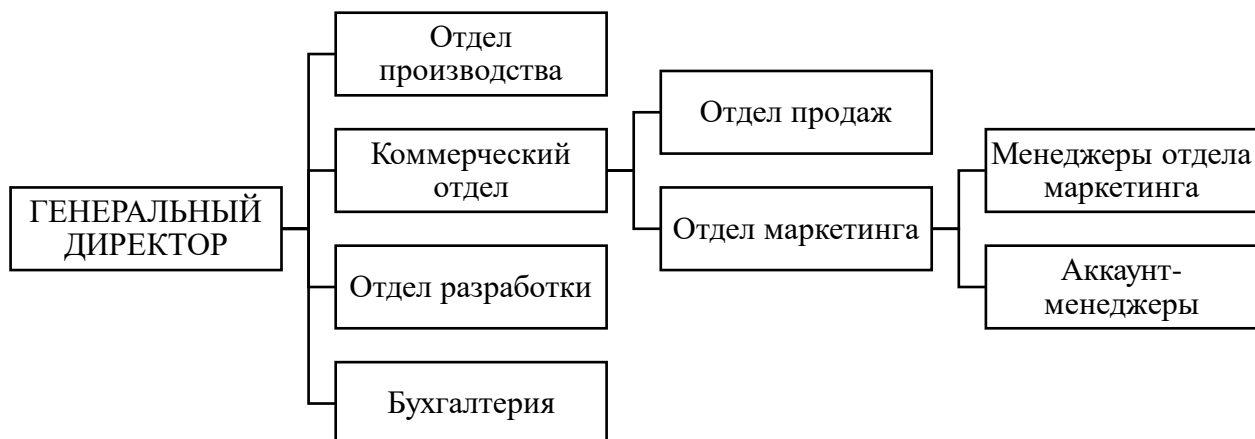 ГЕНЕРАЛЬНЫЙ
ДИРЕКТОР
Отдел
производства
Коммерческий
отдел
Отдел продаж
Отдел маркетинга
Менеджеры отдела
маркетинга
Аккаунт-
менеджеры
Отдел разработки
Бухгалтерия